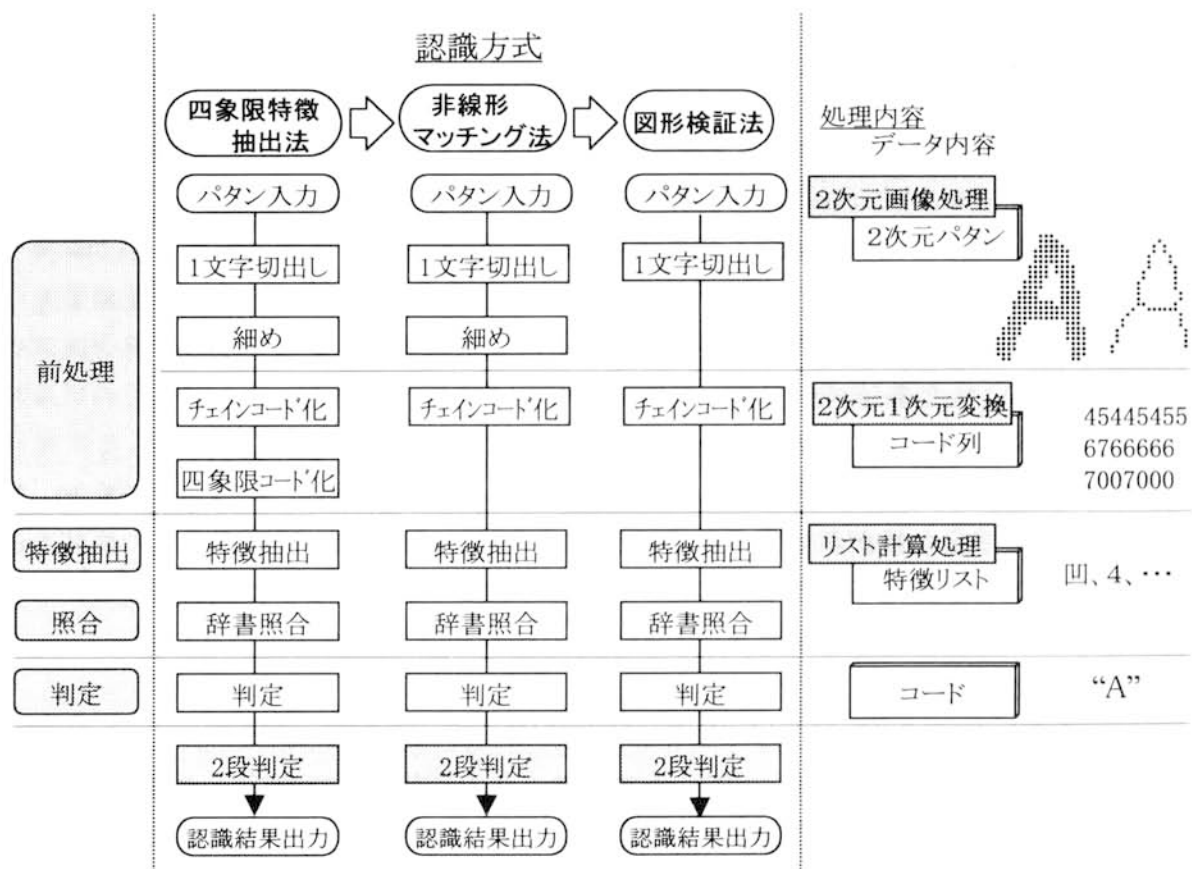 認識方式
四象限特徴
抽出法
非線形
マッチング法
図形検証法
処理内容
データ内容
パタン入力
パタン入力
パタン入力
2次元画像処理
2次元パタン
前処理
1文字切出し
1文字切出し
1文字切出し
細め
細め
チェインコード化
チェインコード化
チェインコード化
2次元1次元変換
コード列
45445455
6766666
7007000
四象限コード化
特徴抽出
特徴抽出
特徴抽出
特徴抽出
リスト計算処理
特徴リスト
凹、4、…
照合
辞書照合
辞書照合
辞書照合
判定
判定
判定
判定
コード
“A”
2段判定
2段判定
2段判定
認識結果出力
認識結果出力
認識結果出力